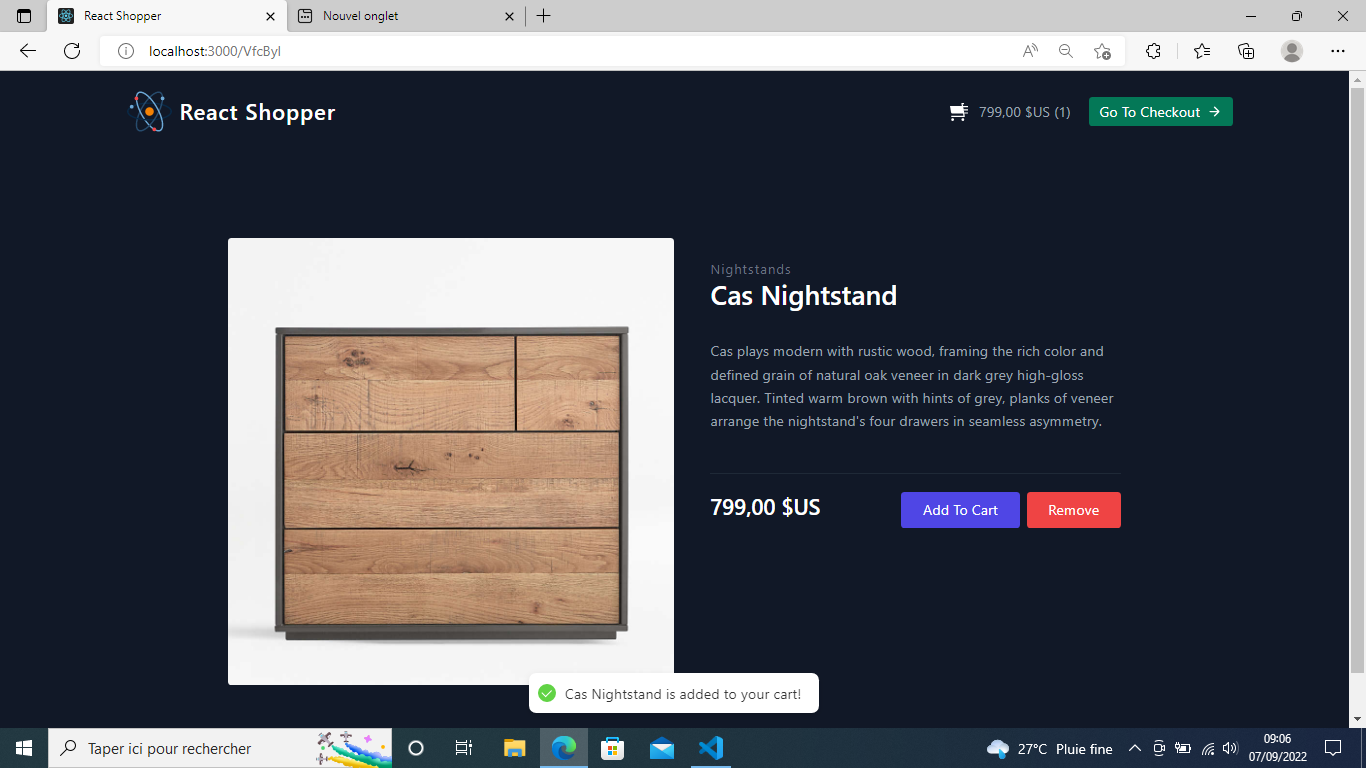 React Shopper
Nouvel onglet
localhost:3000/VfcByl
React Shopper
799,00 $US (1)
Go To Checkout
Nightstands
Cas Nightstand
Cas plays modern with rustic wood, framing the rich color and
defined grain of natural oak veneer in dark grey high-gloss
lacquer. Tinted warm brown with hints of grey, planks of veneer
arrange the nightstand's four drawers in seamless asymmetry.
799,00 $US
Add To Cart
Remove
Cas Nightstand is added to your cart!
Taper ici pour rechercher
27°C Pluie fine
09:06
07/09/2022